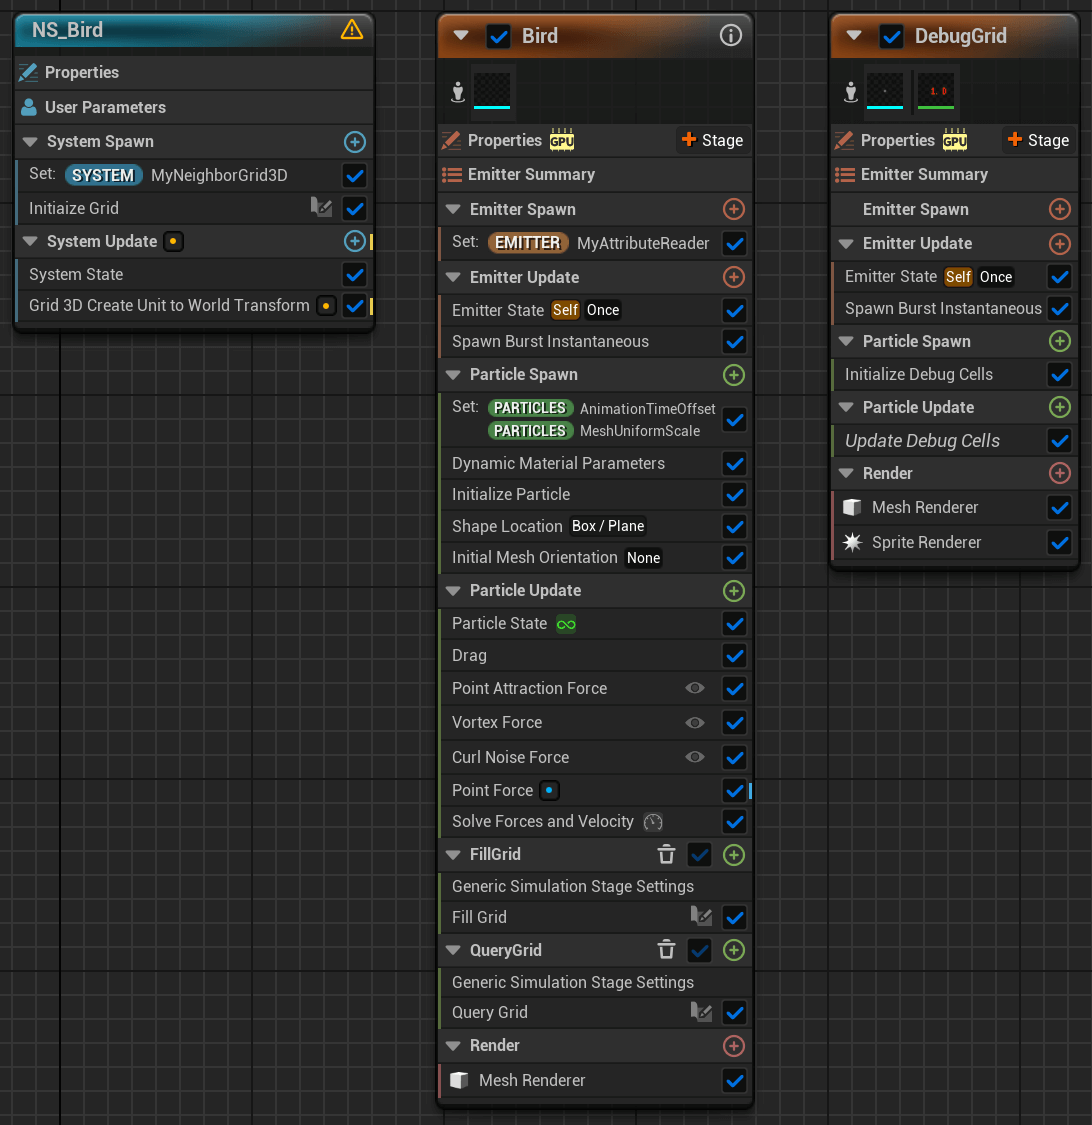 NS_Bird
Properties
User Parameters
System Spawn
Set: SYSTEM MyNeighborGrid3D
Initiaize Grid
System Update
System State
Grid 3D Create Unit to World Transform
Bird
Properties GPU + Stage
Emitter Summary
Emitter Spawn
Set: EMITTER MyAttributeReader
Emitter Update
Emitter State Self Once
Spawn Burst Instantaneous
Particle Spawn
Set: PARTICLES AnimationTimeOffset
PARTICLES MeshUniformScale
Dynamic Material Parameters
Initialize Particle
Shape Location Box / Plane
Initial Mesh Orientation None
Particle Update
Particle State
Drag
Point Attraction Force
Vortex Force
Curl Noise Force
Point Force
Solve Forces and Velocity
FillGrid
Generic Simulation Stage Settings
Fill Grid
QueryGrid
Generic Simulation Stage Settings
Query Grid
Render
Mesh Renderer
DebugGrid
1. 0
Properties GPU + Stage
Emitter Summary
Emitter Spawn
Emitter Update
Emitter State Self Once
Spawn Burst Instantaneous
Particle Spawn
Initialize Debug Cells
Particle Update
Update Debug Cells
Render
Mesh Renderer
Sprite Renderer